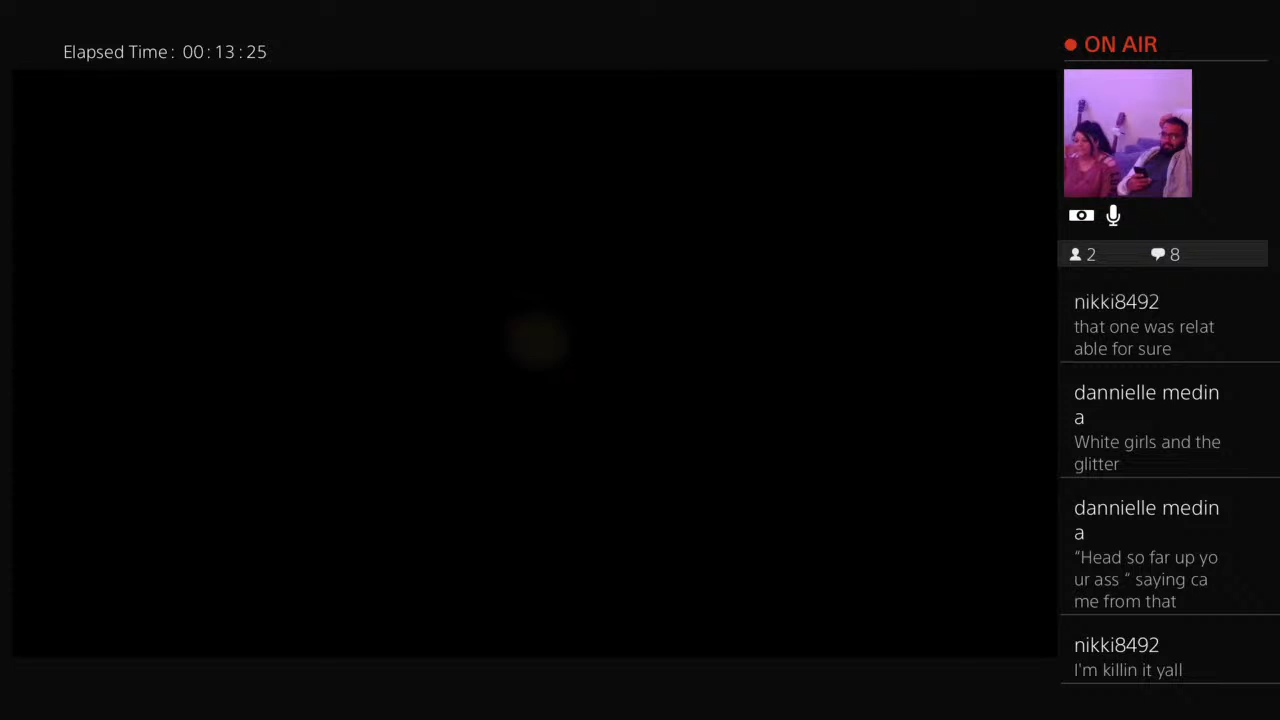 Elapsed Time: 00:13:25
ON AIR
2
8
nikki8492
that one was relat
able for sure
dannielle medin
a
White girls and the
glitter
dannielle medin
a
“Head so far up yo
ur ass “ saying ca
me from that
nikki8492
I'm killin it yall